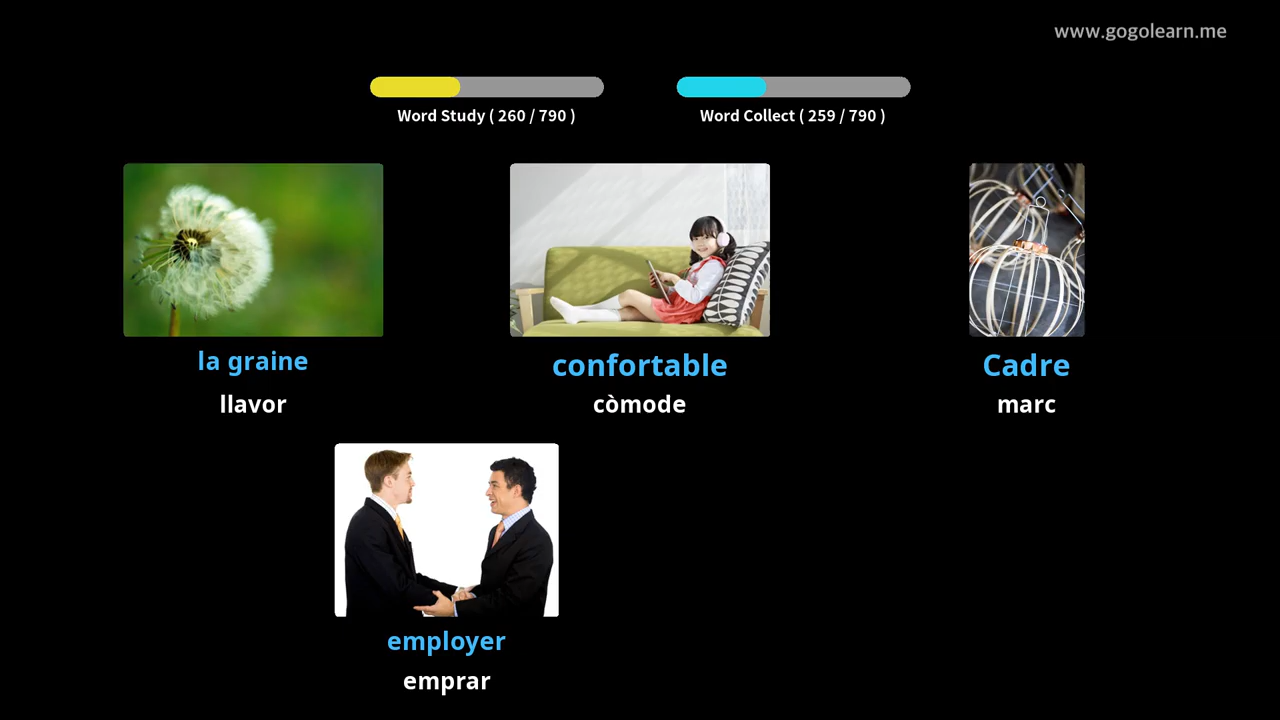 www.gogolearn.me
Word Study ( 260 / 790 )
Word Collect ( 259 / 790 )
la graine
llavor
confortable
còmode
Cadre
marc
employer
emprar